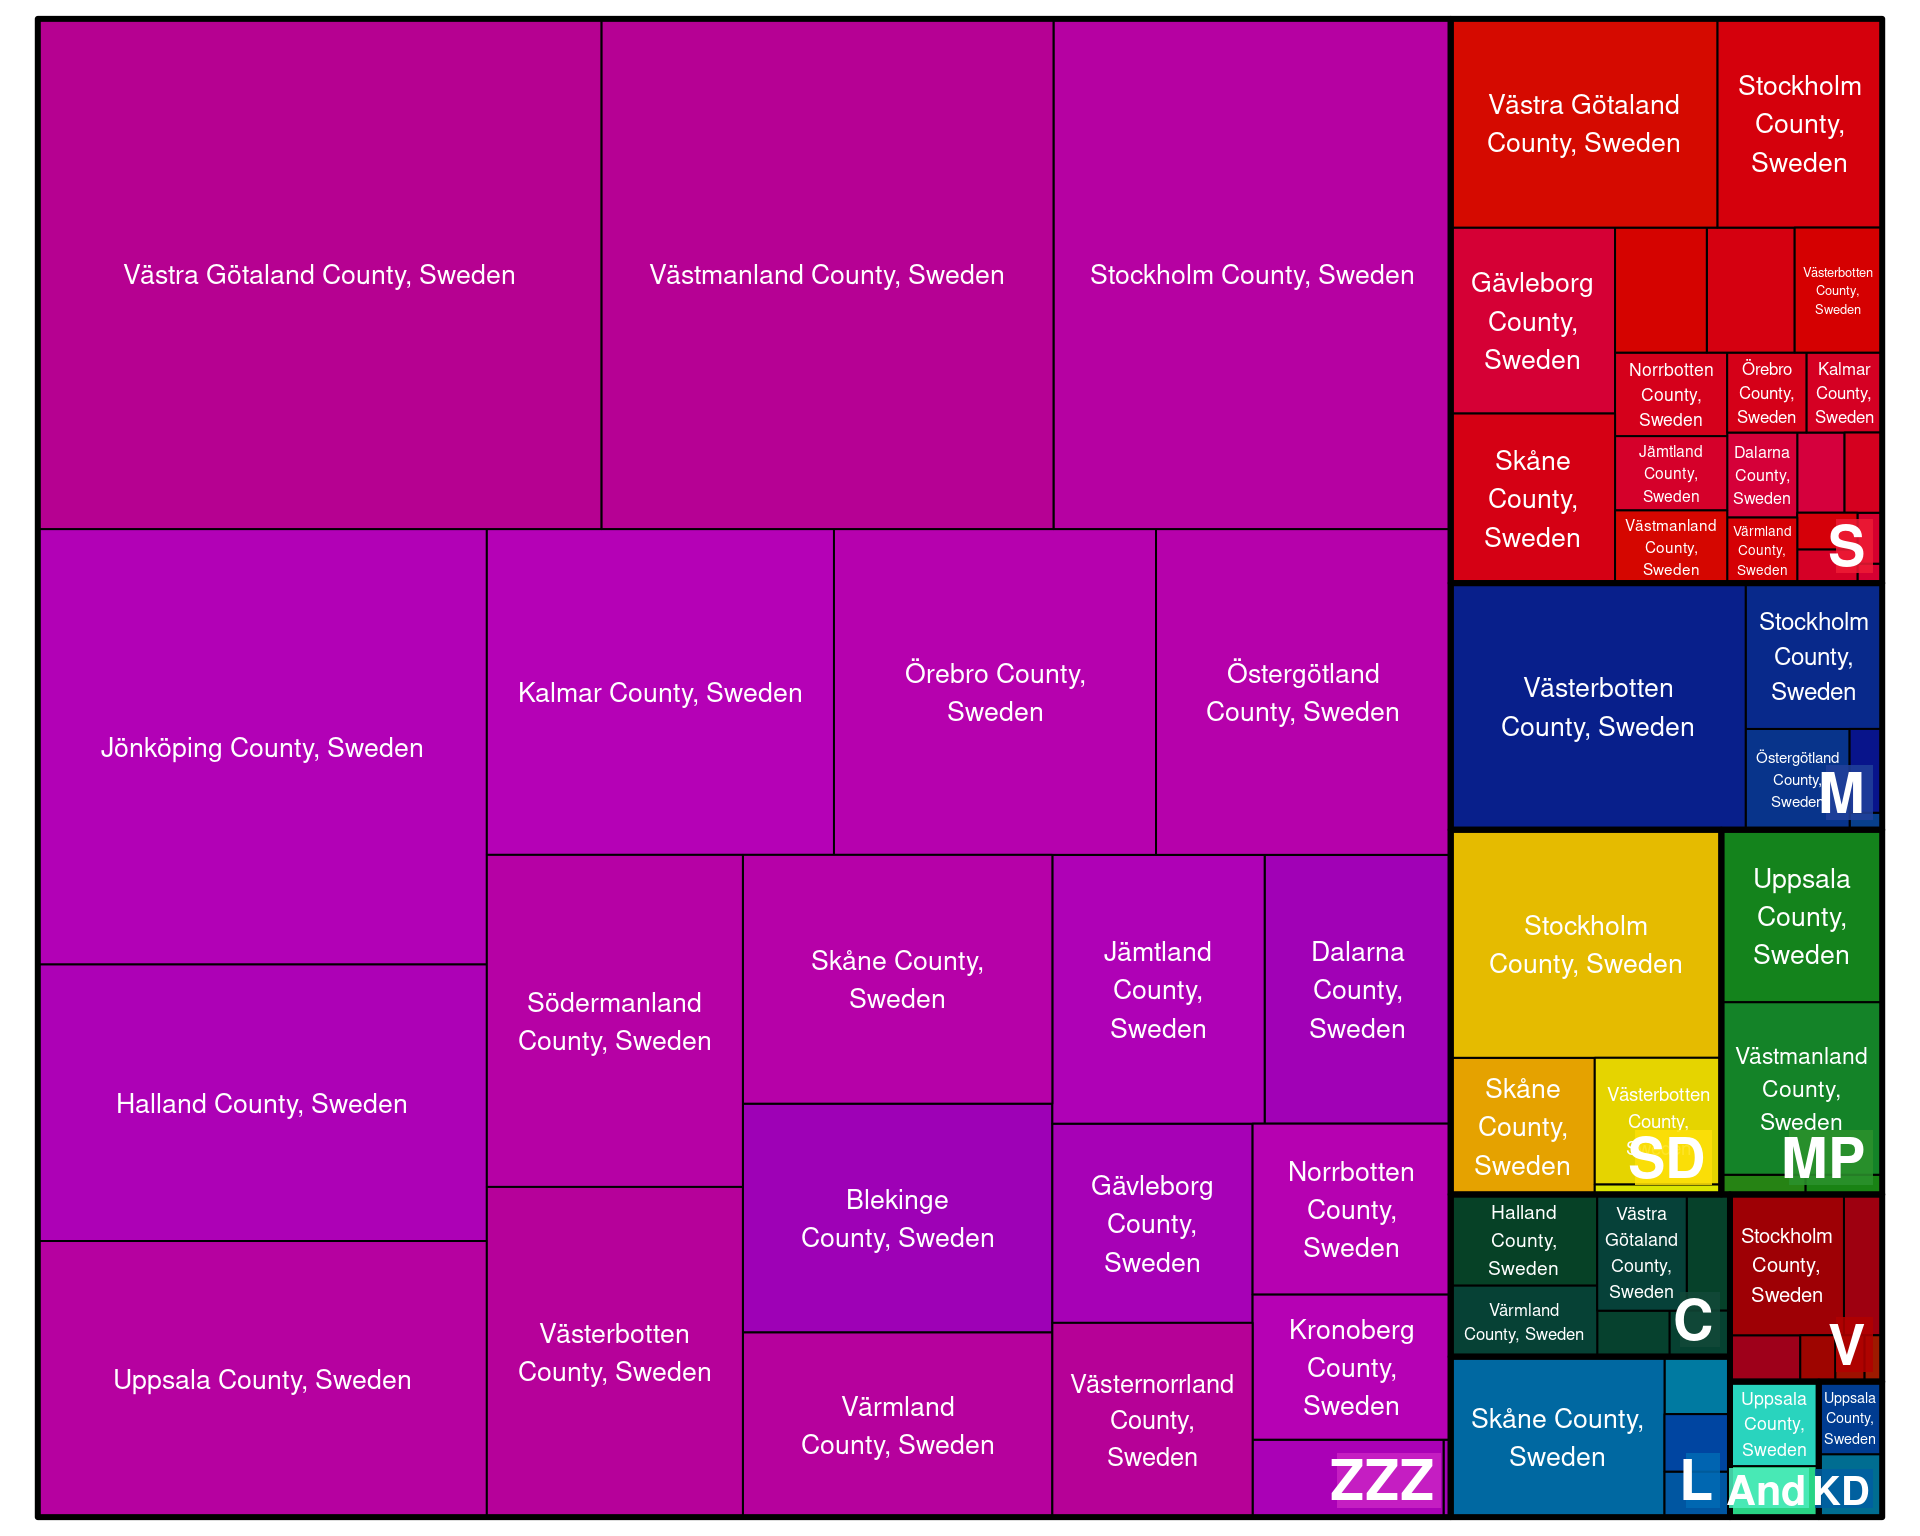 Västra Götaland County, Sweden
Västmanland County, Sweden
Stockholm County, Sweden
Jönköping County, Sweden
Kalmar County, Sweden
Örebro County,
Sweden
Östergötland
County, Sweden
Halland County, Sweden
Uppsala County, Sweden
Södermanland
County, Sweden
Västerbotten
County, Sweden
Skåne County,
Sweden
Blekinge
County, Sweden
Värmland
County, Sweden
Jämtland
County,
Sweden
Dalarna
County,
Sweden
Gävleborg
County,
Sweden
Norrbotten
County,
Sweden
Västernorrland
County,
Sweden
Kronoberg
County,
Sweden
ZZZ
Västra Götaland
County, Sweden
Stockholm
County,
Sweden
Gävleborg
County,
Sweden
Västerbotten
County,
Sweden
Skåne
County,
Sweden
Norrbotten
County,
Sweden
Örebro
County,
Sweden
Kalmar
County,
Sweden
Jämtland
County,
Sweden
Dalarna
County,
Sweden
Västmanland
County,
Sweden
Värmland
County,
Sweden
S
Västerbotten
County, Sweden
Stockholm
County,
Sweden
Östergötland
County,
Sweden
M
Stockholm
County, Sweden
Skåne
County,
Sweden
Västerbotten
County,
SD
Uppsala
County,
Sweden
Västmanland
County,
Sweden
MP
Halland
County,
Sweden
Västra
Götaland
County,
Sweden
Värmland
County, Sweden
C
Stockholm
County,
Sweden
V
Skåne County,
Sweden
L
Uppsala
County,
Sweden
And
Uppsala
County,
Sweden
KD